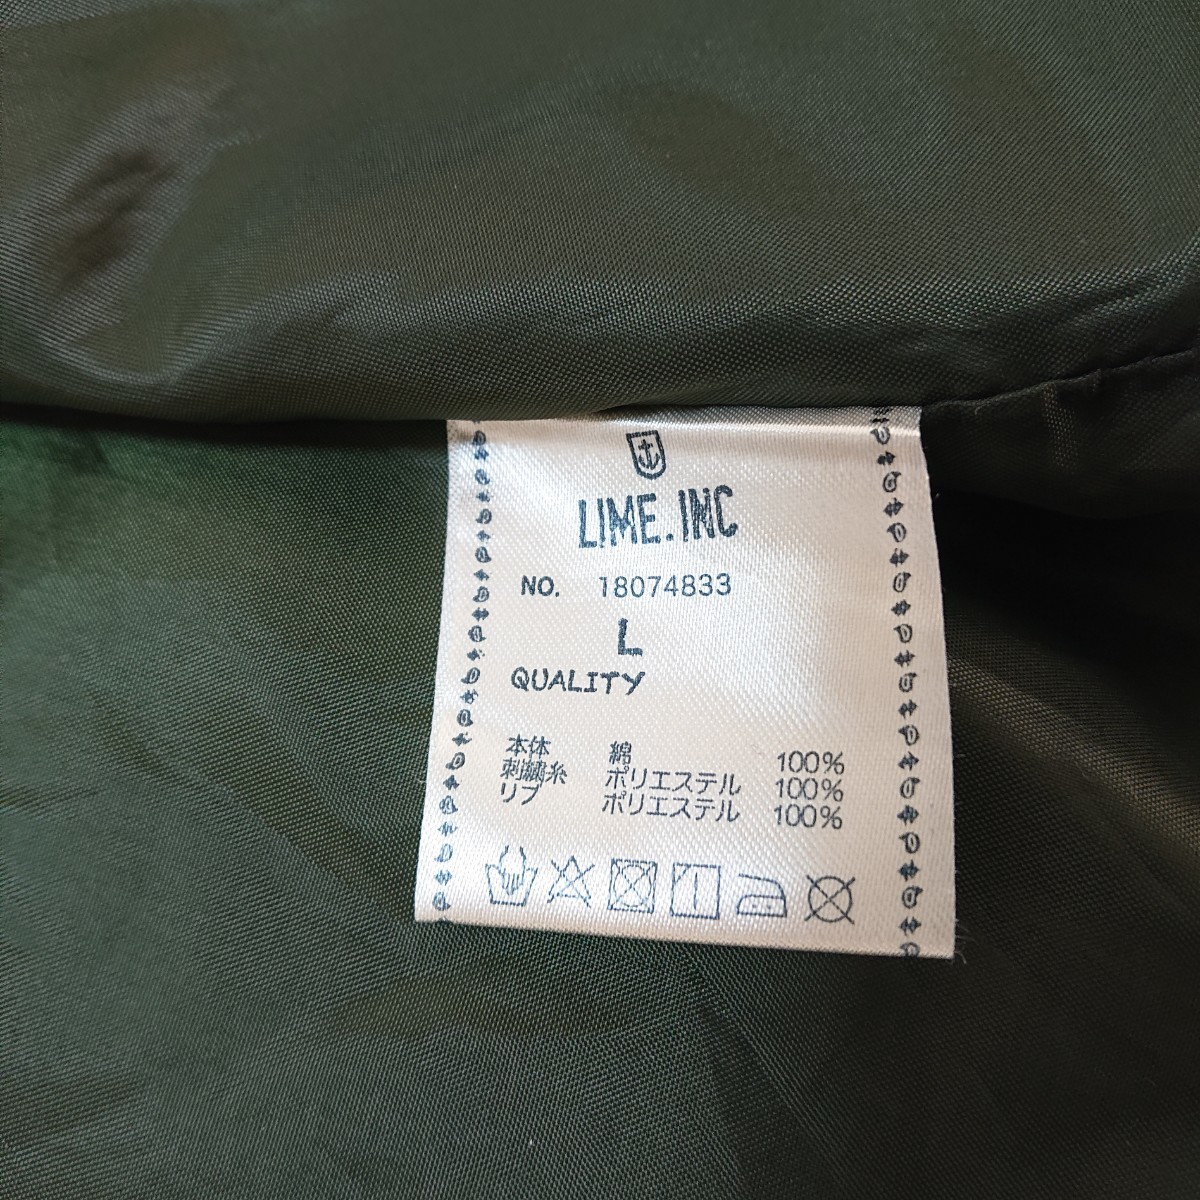 LIME.INC
NO. 18074833
L
QUALITY
本体 綿 100%
刺繍糸 ポリエステル 100%
リブ ポリエステル 100%